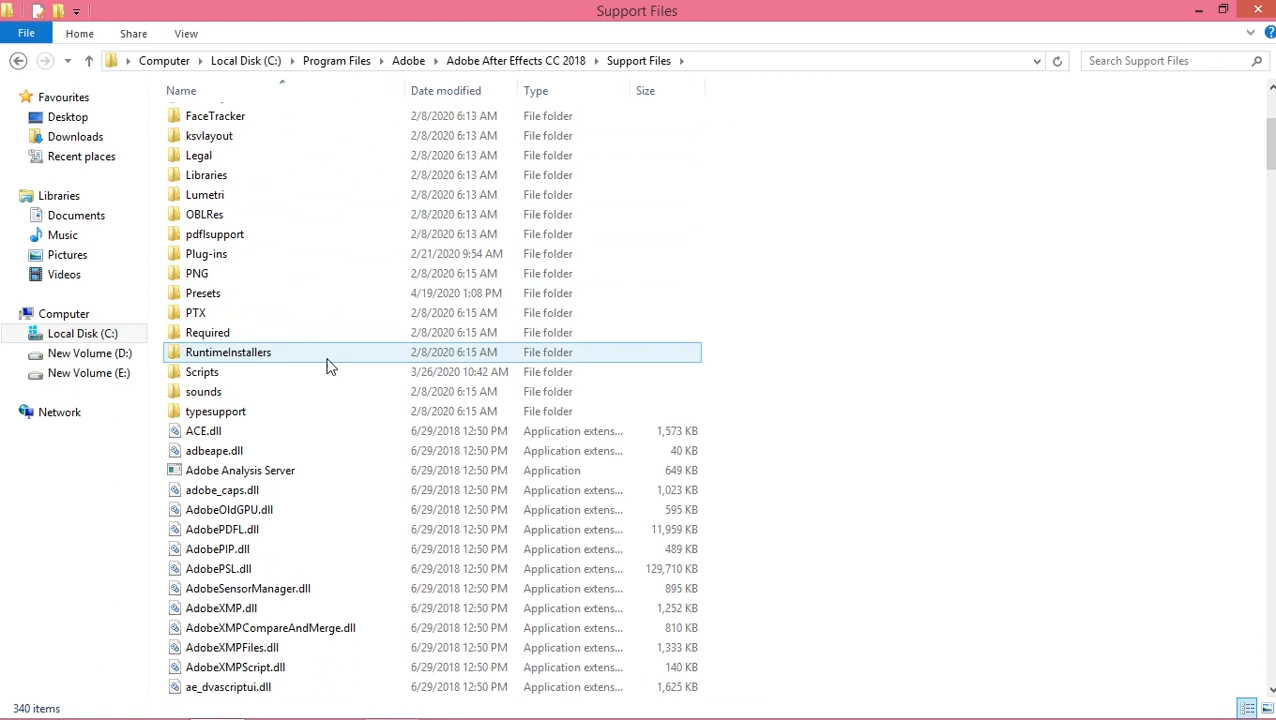 Support Files
File Home Share View
Computer Local Disk (C:) Program Files Adobe Adobe After Effects CC 2018 Support Files Search Support Files
Name Date modified Type Size
Favourites
Desktop
Downloads
Recent places
Libraries
Documents
Music
Pictures
Videos
Computer
Local Disk (C:)
New Volume (D:)
New Volume (E:)
Network
FaceTracker 2/8/2020 6:13 AM File folder
ksvlayout 2/8/2020 6:13 AM File folder
Legal 2/8/2020 6:13 AM File folder
Libraries 2/8/2020 6:13 AM File folder
Lumetri 2/8/2020 6:13 AM File folder
OBLRes 2/8/2020 6:13 AM File folder
pdflsupport 2/8/2020 6:13 AM File folder
Plug-ins 2/21/2020 9:54 AM File folder
PNG 2/8/2020 6:15 AM File folder
Presets 4/19/2020 1:08 PM File folder
PTX 2/8/2020 6:15 AM File folder
Required 2/8/2020 6:15 AM File folder
RuntimeInstallers 2/8/2020 6:15 AM File folder
Scripts 3/26/2020 10:42 AM File folder
sounds 2/8/2020 6:15 AM File folder
typesupport 2/8/2020 6:15 AM File folder
ACE.dll 6/29/2018 12:50 PM Application extens... 1,573 KB
adbeape.dll 6/29/2018 12:50 PM Application extens... 40 KB
Adobe Analysis Server 6/29/2018 12:50 PM Application 649 KB
adobe_caps.dll 6/29/2018 12:50 PM Application extens... 1,023 KB
AdobeOldGPU.dll 6/29/2018 12:50 PM Application extens... 595 KB
AdobePDFL.dll 6/29/2018 12:50 PM Application extens... 11,959 KB
AdobePIP.dll 6/29/2018 12:50 PM Application extens... 489 KB
AdobePSL.dll 6/29/2018 12:50 PM Application extens... 129,710 KB
AdobeSensorManager.dll 6/29/2018 12:50 PM Application extens... 895 KB
AdobeXMP.dll 6/29/2018 12:50 PM Application extens... 1,252 KB
AdobeXMPCompareAndMerge.dll 6/29/2018 12:50 PM Application extens... 810 KB
AdobeXMPFiles.dll 6/29/2018 12:50 PM Application extens... 1,333 KB
AdobeXMPScript.dll 6/29/2018 12:50 PM Application extens... 140 KB
ae_dvascriptui.dll 6/29/2018 12:50 PM Application extens... 1,625 KB
340 items